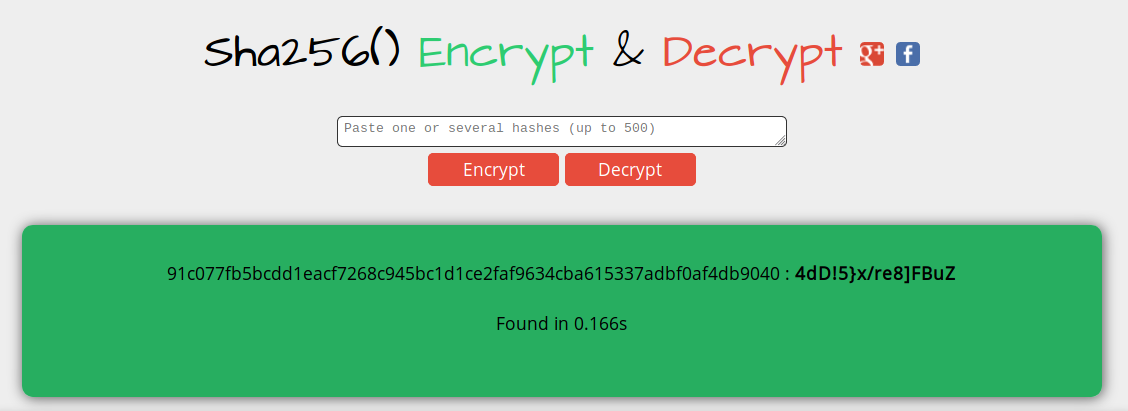 Sha256() Encrypt & Decrypt g+ f
Paste one or several hashes (up to 500)
Encrypt Decrypt
91c077fb5bcdd1eacf7268c945bc1d1ce2faf9634cba615337adbf0af4db9040 : 4dD!5}x/re8]FBuZ
Found in 0.166s